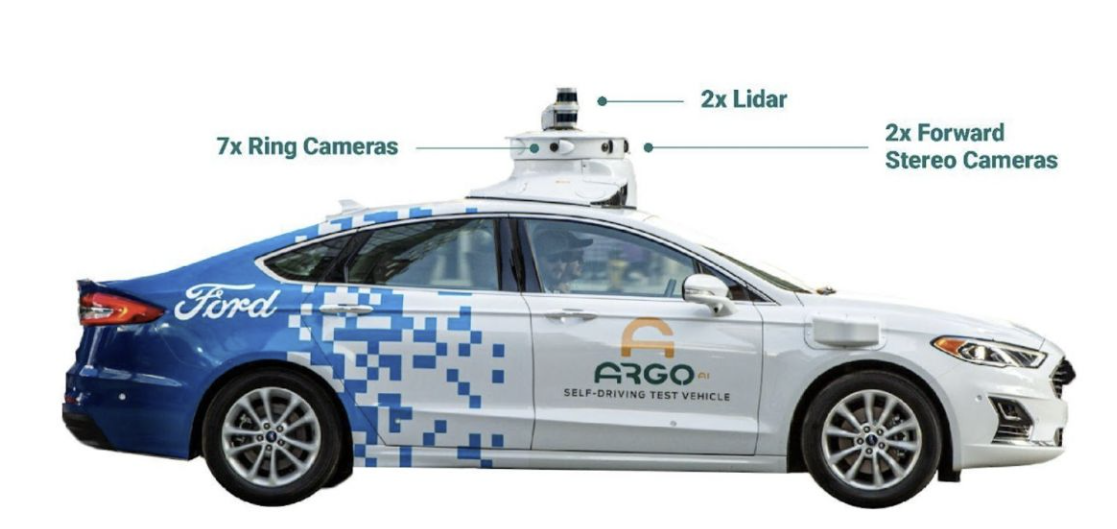 2x Lidar
7x Ring Cameras
2x Forward
Stereo Cameras
Ford
ARGO AI
SELF-DRIVING TEST VEHICLE